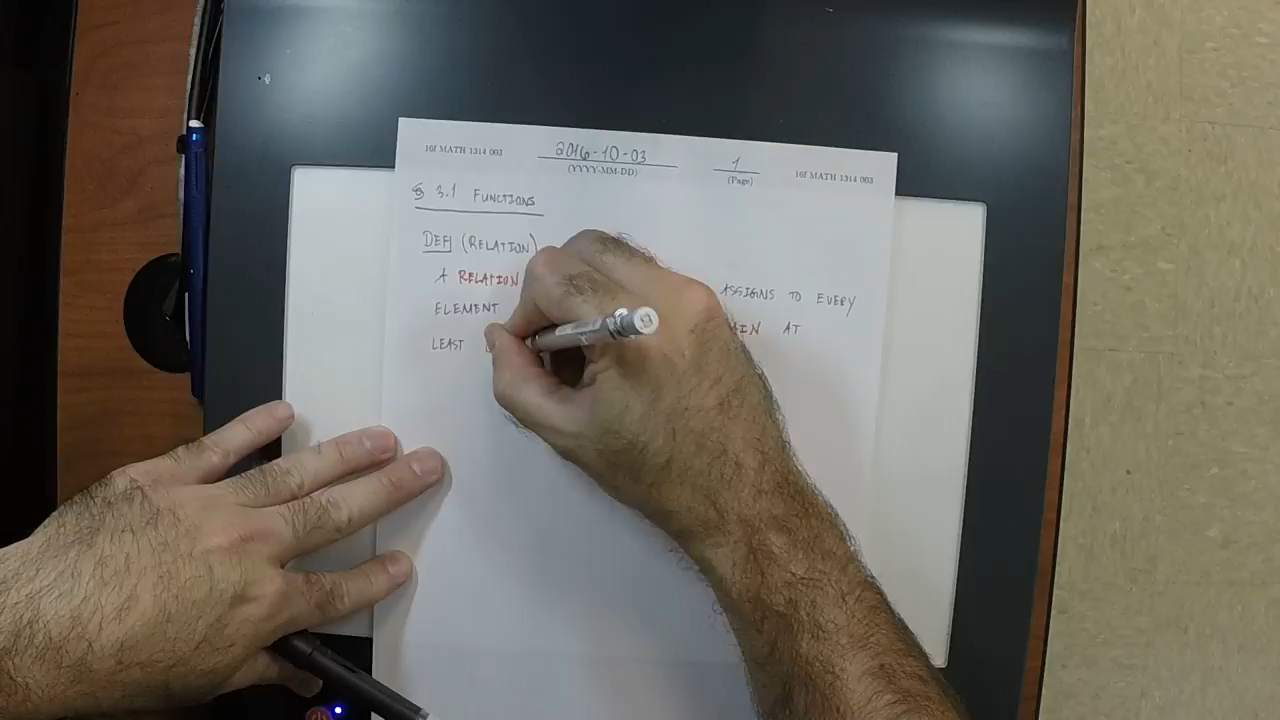 16f MATH 1314 003 2016-10-03 1 16f MATH 1314 003
(YYYY-MM-DD) (Page)
§ 3.1 FUNCTIONS
DEF (RELATION)
A RELATION ASSIGNS TO EVERY
ELEMENT AT
LEAST